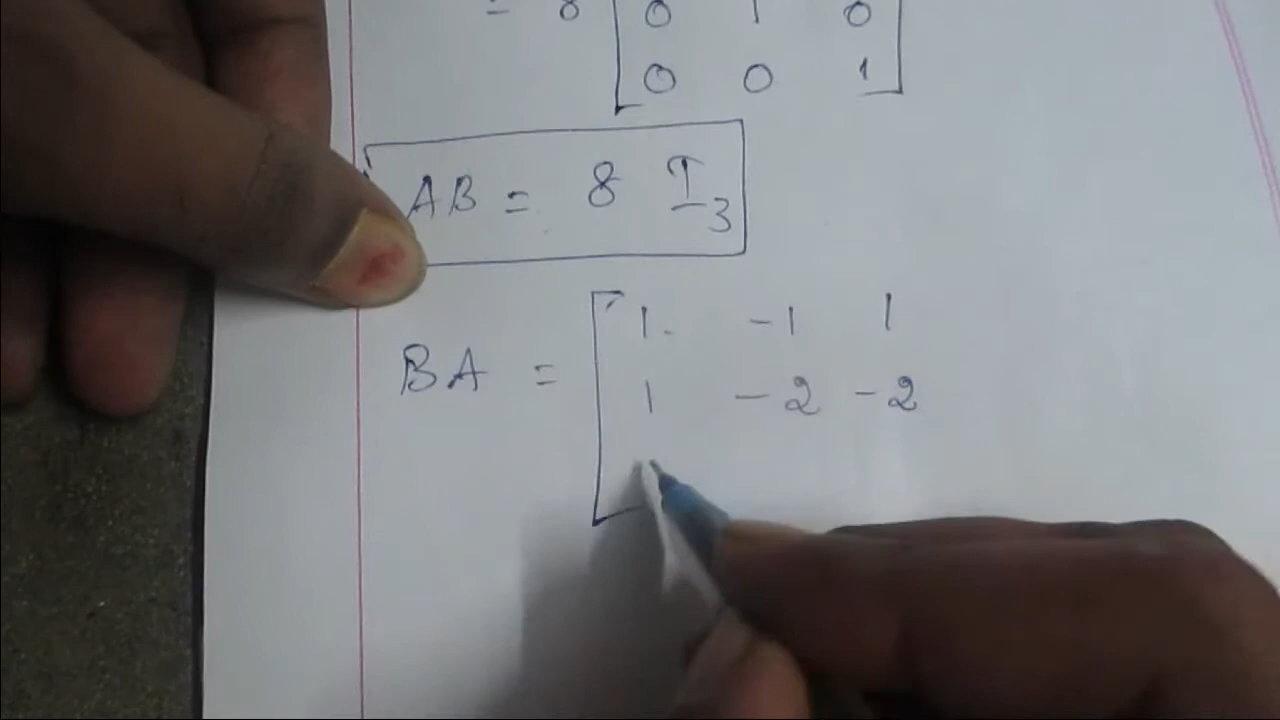 = 8 [ 0 1 0
0 0 1 ]
AB = 8 I₃
BA = [ 1 -1 1
1 -2 -2